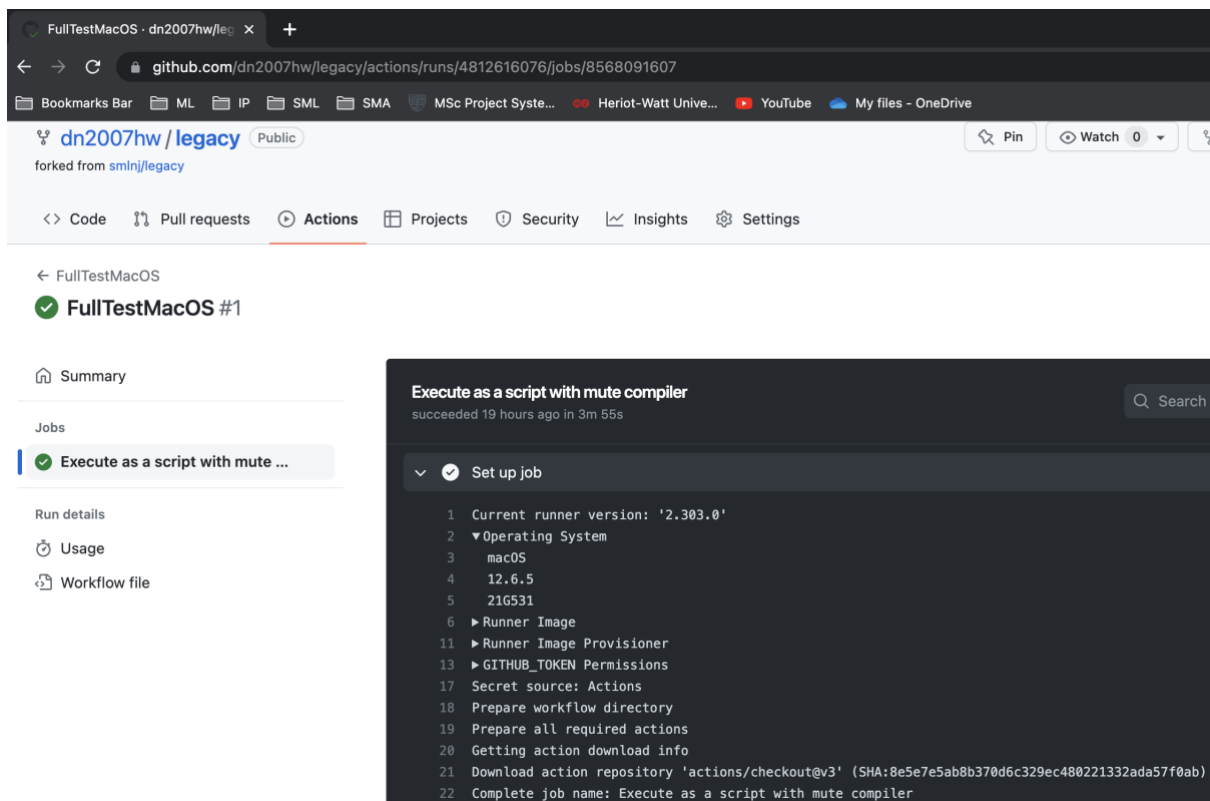 FullTestMacOS · dn2007hw/leg
github.com/dn2007hw/legacy/actions/runs/4812616076/jobs/8568091607
Bookmarks Bar ML IP SML SMA MSc Project Syste... Heriot-Watt Unive... YouTube My files - OneDrive
dn2007hw / legacy Public Pin Watch 0
forked from smlnj/legacy
Code Pull requests Actions Projects Security Insights Settings
FullTestMacOS
FullTestMacOS #1
Summary
Jobs
Execute as a script with mute ...
Run details
Usage
Workflow file
Execute as a script with mute compiler
succeeded 19 hours ago in 3m 55s
Search
Set up job
1 Current runner version: '2.303.0'
2 Operating System
3 macOS
4 12.6.5
5 21G531
6 Runner Image
11 Runner Image Provisioner
13 GITHUB_TOKEN Permissions
17 Secret source: Actions
18 Prepare workflow directory
19 Prepare all required actions
20 Getting action download info
21 Download action repository 'actions/checkout@v3' (SHA:8e5e7e5ab8b370d6c329ec480221332ada57f0ab)
22 Complete job name: Execute as a script with mute compiler